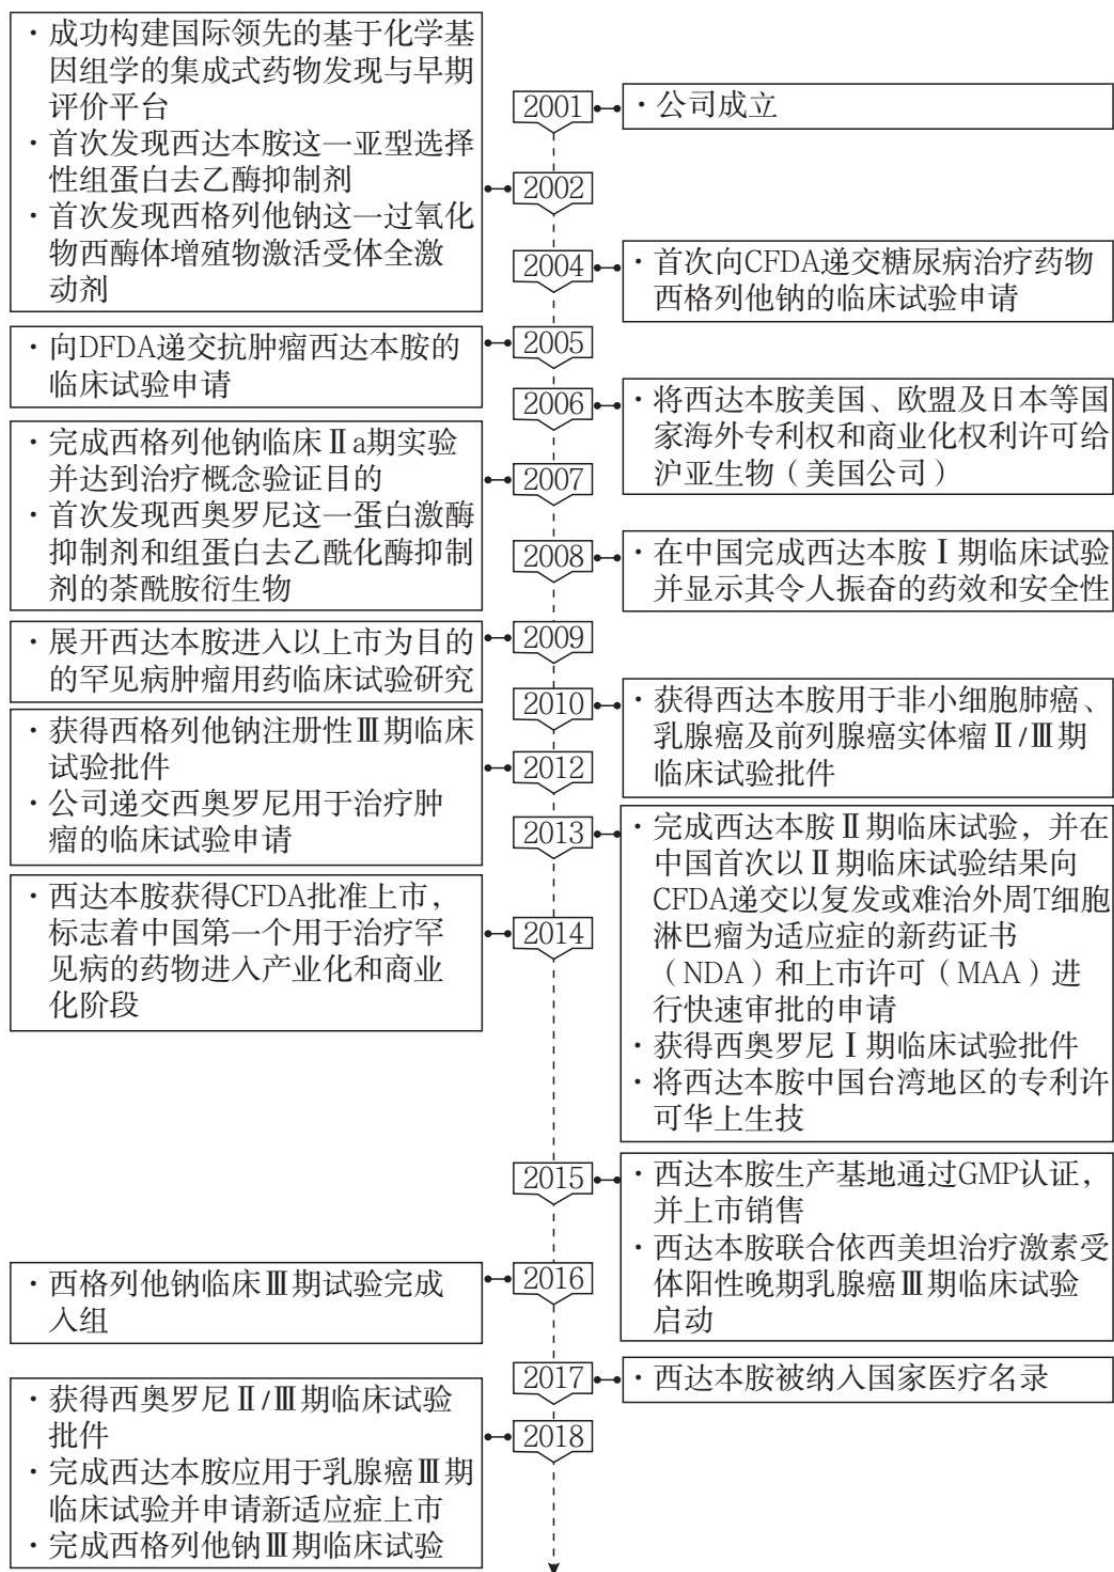 2001
·公司成立
·成功构建国际领先的基于化学基
因组学的集成式药物发现与早期
评价平台
·首次发现西达本胺这一亚型选择
性组蛋白去乙酶抑制剂
·首次发现西格列他钠这一过氧化
物西酶体增殖物激活受体全激
动剂
2002
2004
·首次向CFDA递交糖尿病治疗药物
西格列他钠的临床试验申请
·向DFDA递交抗肿瘤西达本胺的
临床试验申请
2005
2006
·将西达本胺美国、欧盟及日本等国
家海外专利权和商业化权利许可给
沪亚生物（美国公司）
·完成西格列他钠临床Ⅱa期实验
并达到治疗概念验证目的
·首次发现西奥罗尼这一蛋白激酶
抑制剂和组蛋白去乙酰化酶抑制
剂的萘酰胺衍生物
2007
2008
·在中国完成西达本胺Ⅰ期临床试验
并显示其令人振奋的药效和安全性
·展开西达本胺进入以上市为目的
的罕见病肿瘤用药临床试验研究
2009
2010
·获得西达本胺用于非小细胞肺癌、
乳腺癌及前列腺癌实体瘤Ⅱ/Ⅲ期
临床试验批件
·获得西格列他钠注册性Ⅲ期临床
试验批件
·公司递交西奥罗尼用于治疗肿
瘤的临床试验申请
2012
2013
·完成西达本胺Ⅱ期临床试验，并在
中国首次以Ⅱ期临床试验结果向
CFDA递交以复发或难治外周T细胞
淋巴瘤为适应症的新药证书
（NDA）和上市许可（MAA）进
行快速审批的申请
·获得西奥罗尼Ⅰ期临床试验批件
·将西达本胺中国台湾地区的专利许
可华上生技
·西达本胺获得CFDA批准上市，
标志着中国第一个用于治疗罕
见病的药物进入产业化和商业
化阶段
2014
2015
·西达本胺生产基地通过GMP认证，
并上市销售
·西达本胺联合依西美坦治疗激素受
体阳性晚期乳腺癌Ⅲ期临床试验
启动
·西格列他钠临床Ⅲ期试验完成
入组
2016
2017
·西达本胺被纳入国家医疗名录
·获得西奥罗尼Ⅱ/Ⅲ期临床试验
批件
·完成西达本胺应用于乳腺癌Ⅲ期
临床试验并申请新适应症上市
·完成西格列他钠Ⅲ期临床试验
2018